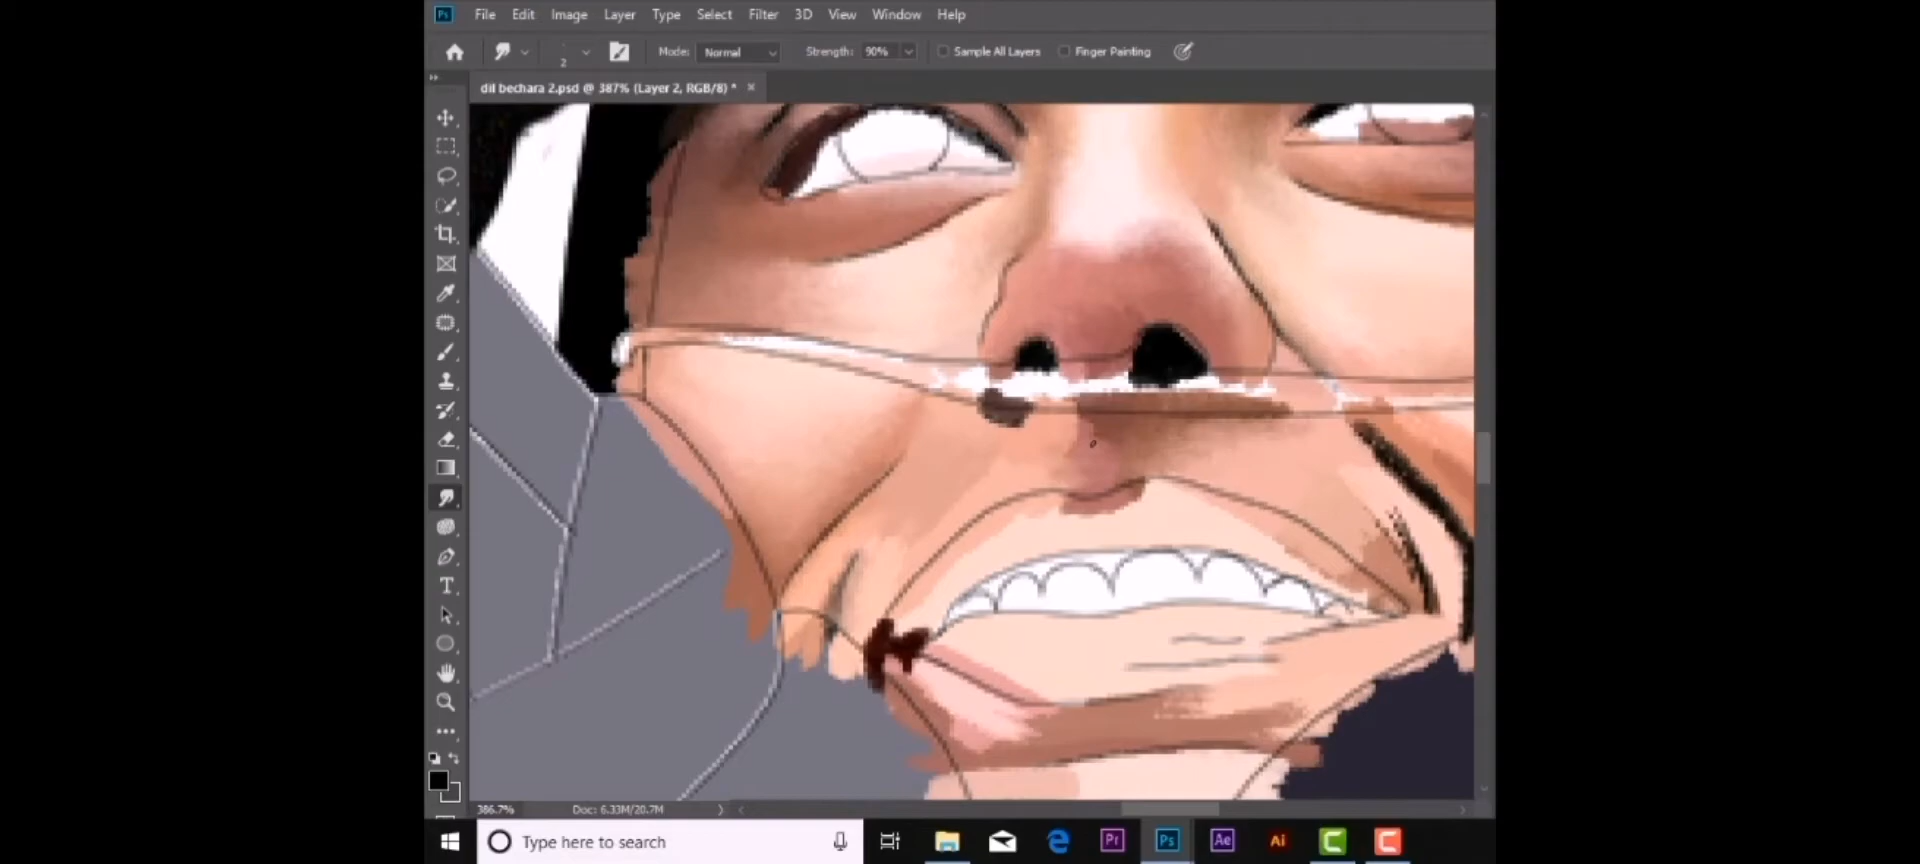 Ps File Edit Image Layer Type Select Filter 3D View Window Help
2 Mode: Normal Strength: 90% Sample All Layers Finger Painting
dil bechara 2.psd @ 387% (Layer 2, RGB/8) * ×
T
386.7% Doc: 6.33M/20.7M
Type here to search Pr Ps Ae Ai